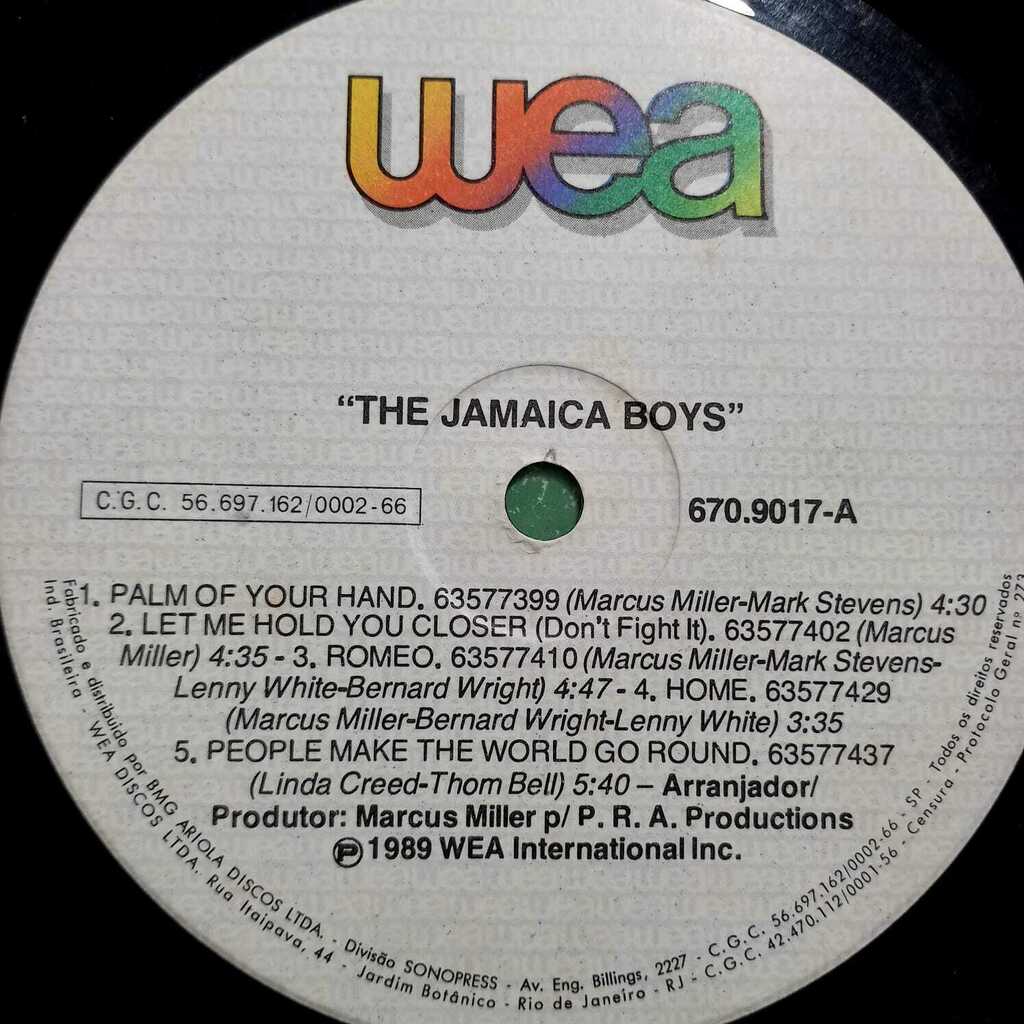 wea
“THE JAMAICA BOYS”
C.G.C. 56.697.162/0002-66
670.9017-A
1. PALM OF YOUR HAND. 63577399 (Marcus Miller-Mark Stevens) 4:30
2. LET ME HOLD YOU CLOSER (Don't Fight It). 63577402 (Marcus
Miller) 4:35 - 3. ROMEO. 63577410 (Marcus Miller-Mark Stevens-
Lenny White-Bernard Wright) 4:47 - 4. HOME. 63577429
(Marcus Miller-Bernard Wright-Lenny White) 3:35
5. PEOPLE MAKE THE WORLD GO ROUND. 63577437
(Linda Creed-Thom Bell) 5:40 – Arranjador/
Produtor: Marcus Miller p/ P. R. A. Productions
Ⓟ 1989 WEA International Inc.
Fabricado e distribuido por BMG ARIOLA DISCOS LTDA. - Divisão SONOPRESS - Av. Eng. Billings, 2227 - C.G.C. 56.697.162/0002-66 - SP - Todos os direitos reservados
Ind. Brasileira - WEA DISCOS LTDA. Rua Itaipava, 44 - Jardim Botânico - Rio de Janeiro - RJ - C.G.C. 42.470.112/0001-56 - Censura - Protocolo Geral nº 273